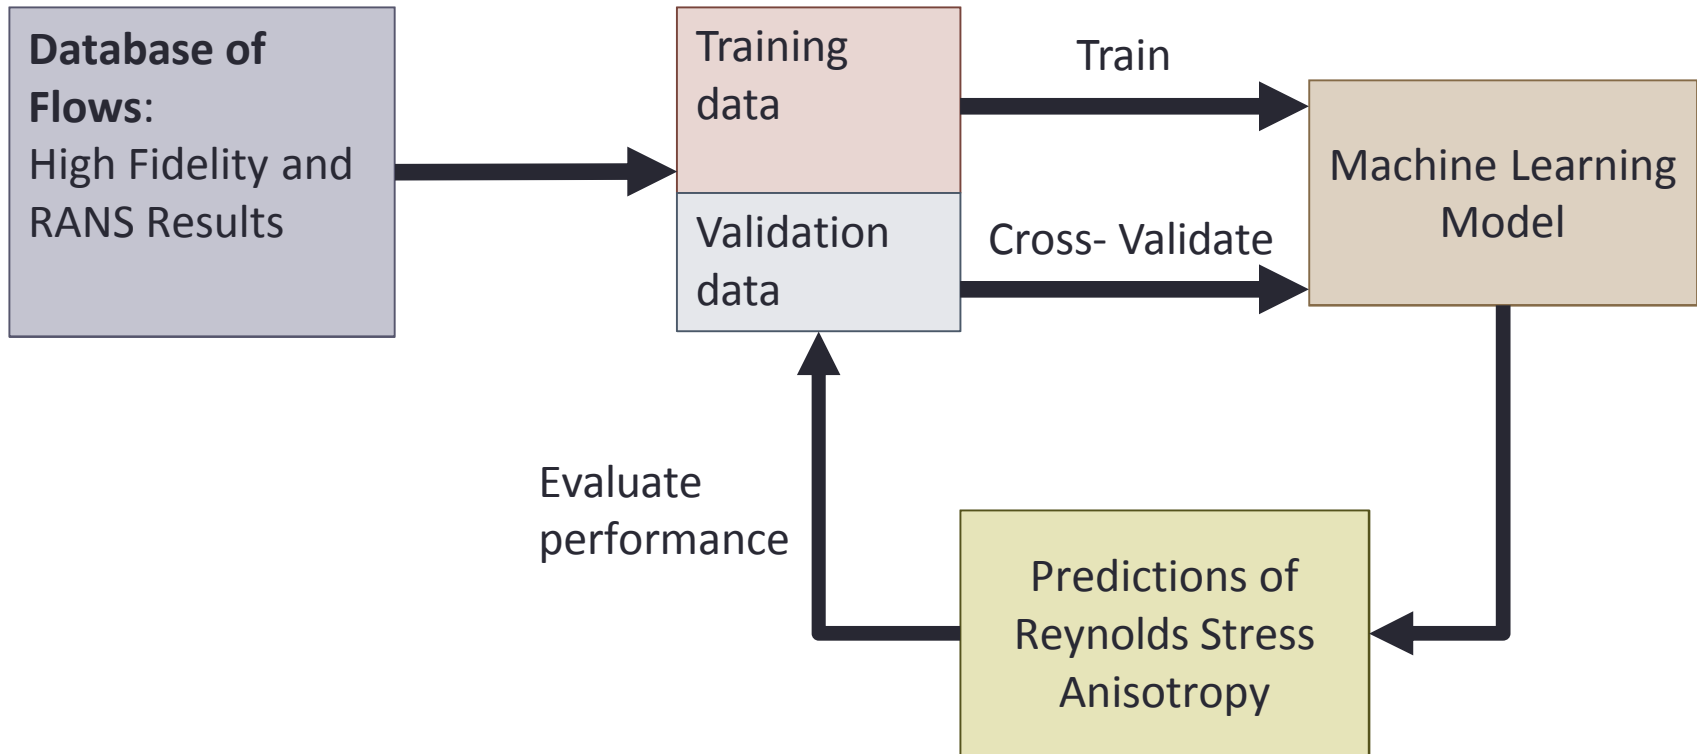 Database of
Flows:
High Fidelity and
RANS Results
Training
data
Validation
data
Train
Cross- Validate
Machine Learning
Model
Evaluate
performance
Predictions of
Reynolds Stress
Anisotropy